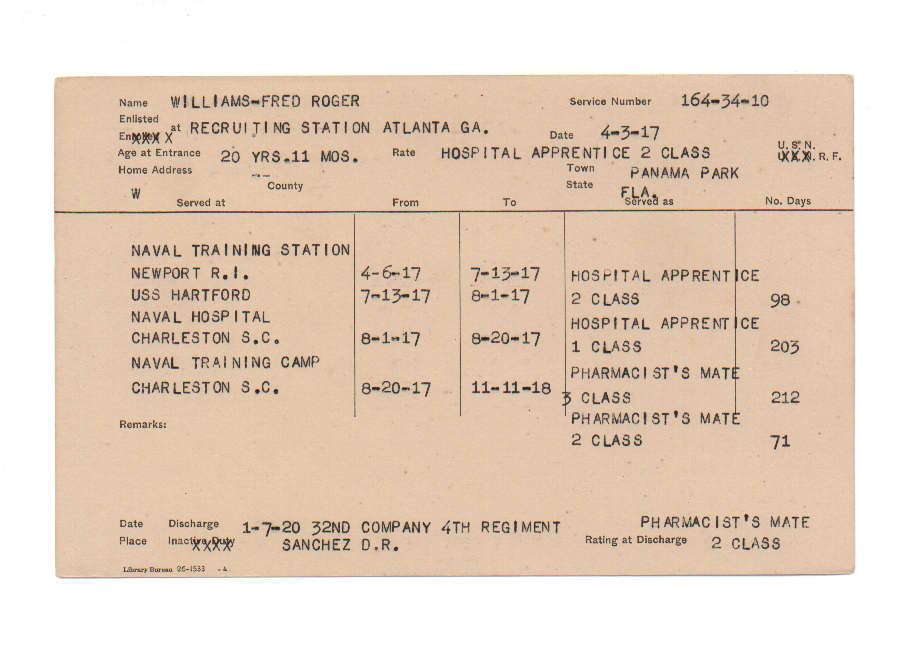 Name WILLIAMS-FRED ROGER Service Number 164-34-10
Enlisted
Enrolled XXX X at RECRUITING STATION ATLANTA GA. Date 4-3-17
Age at Entrance 20 YRS.11 MOS. Rate HOSPITAL APPRENTICE 2 CLASS U. S. N.
U.S.N. R. F.
Home Address County Town PANAMA PARK
W State FLA.
Served at From To Served as No. Days
NAVAL TRAINING STATION
NEWPORT R.I. 4-6-17 7-13-17 HOSPITAL APPRENTICE
USS HARTFORD 7-13-17 8-1-17 2 CLASS 98
NAVAL HOSPITAL HOSPITAL APPRENTICE
CHARLESTON S.C. 8-1-17 8-20-17 1 CLASS 203
NAVAL TRAINING CAMP PHARMACIST'S MATE
CHARLESTON S.C. 8-20-17 11-11-18 3 CLASS 212
Remarks: PHARMACIST'S MATE
2 CLASS 71
Date Discharge 1-7-20 32ND COMPANY 4TH REGIMENT PHARMACIST'S MATE
Place Inactive Duty XXXX SANCHEZ D.R. Rating at Discharge 2 CLASS
Library Bureau 26-1533 -A